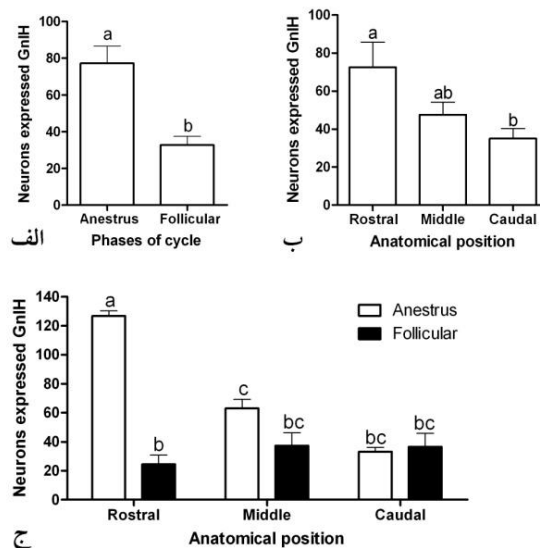 Neurons expressed GnIH
100
80
60
40
20
0
a
b
Anestrus
Follicular
Phases of cycle
الف
Neurons expressed GnIH
100
80
60
40
20
0
a
ab
b
Rostral
Middle
Caudal
Anatomical position
ب
Neurons expressed GnIH
140
120
100
80
60
40
20
0
a
b
c
bc
bc
bc
Anestrus
Follicular
Rostral
Middle
Caudal
Anatomical position
ج